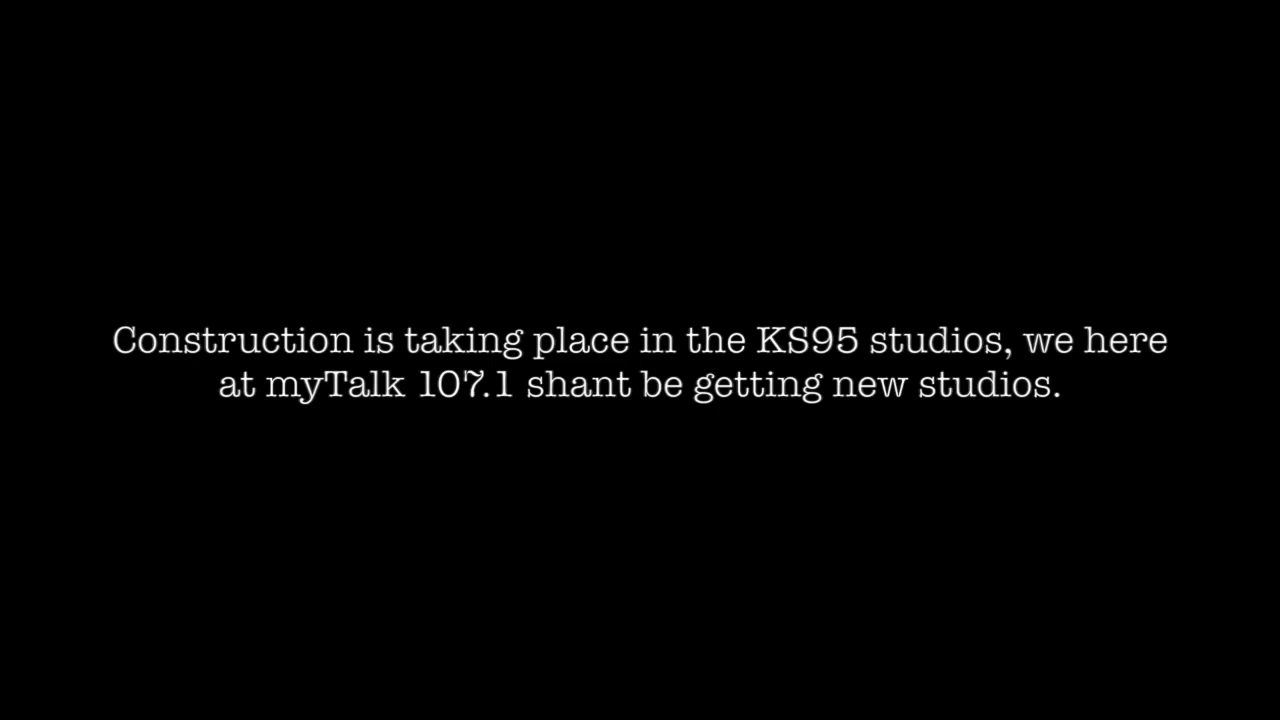 Construction is taking place in the KS95 studios, we here
at myTalk 107.1 shant be getting new studios.